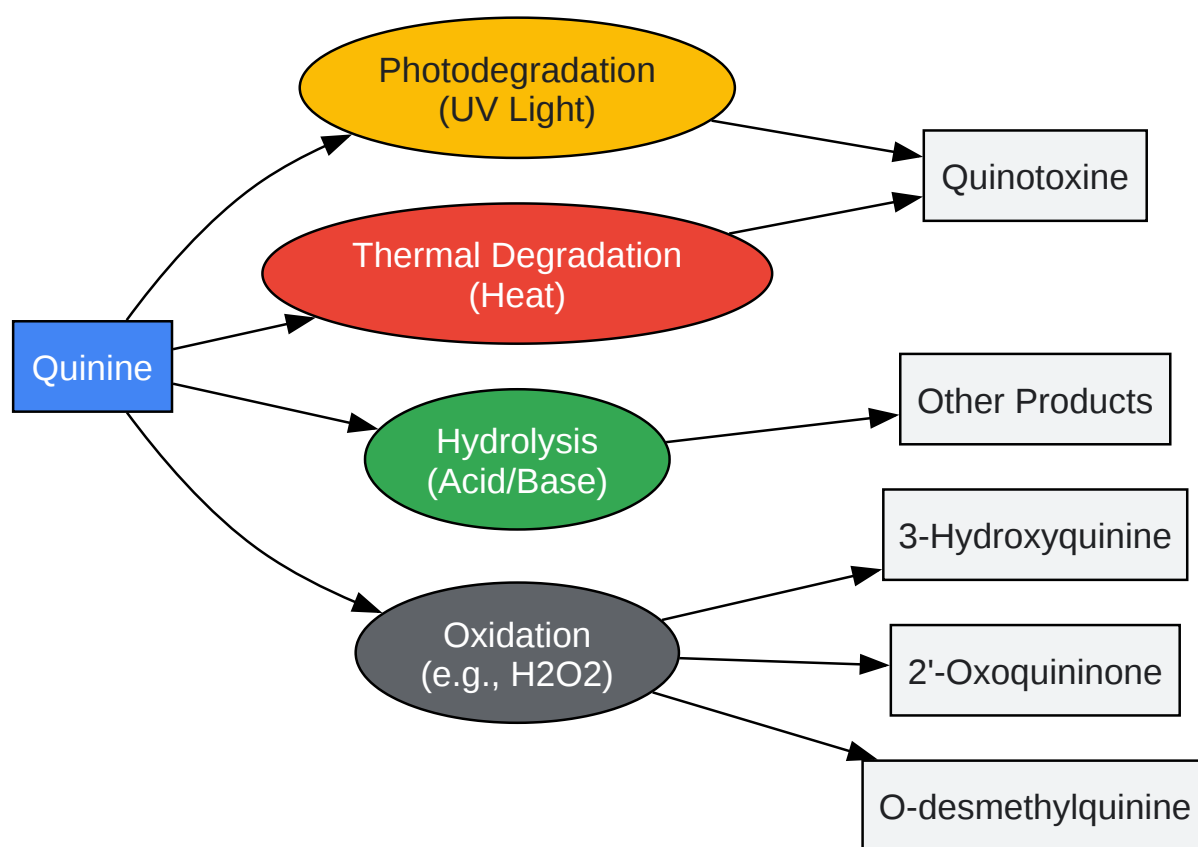 Photodegradation
(UV Light)
Quinotoxine
Thermal Degradation
(Heat)
Quinine
Other Products
Hydrolysis
(Acid/Base)
3-Hydroxyquinine
Oxidation
(e.g., H2O2)
2'-Oxoquininone
O-desmethylquinine